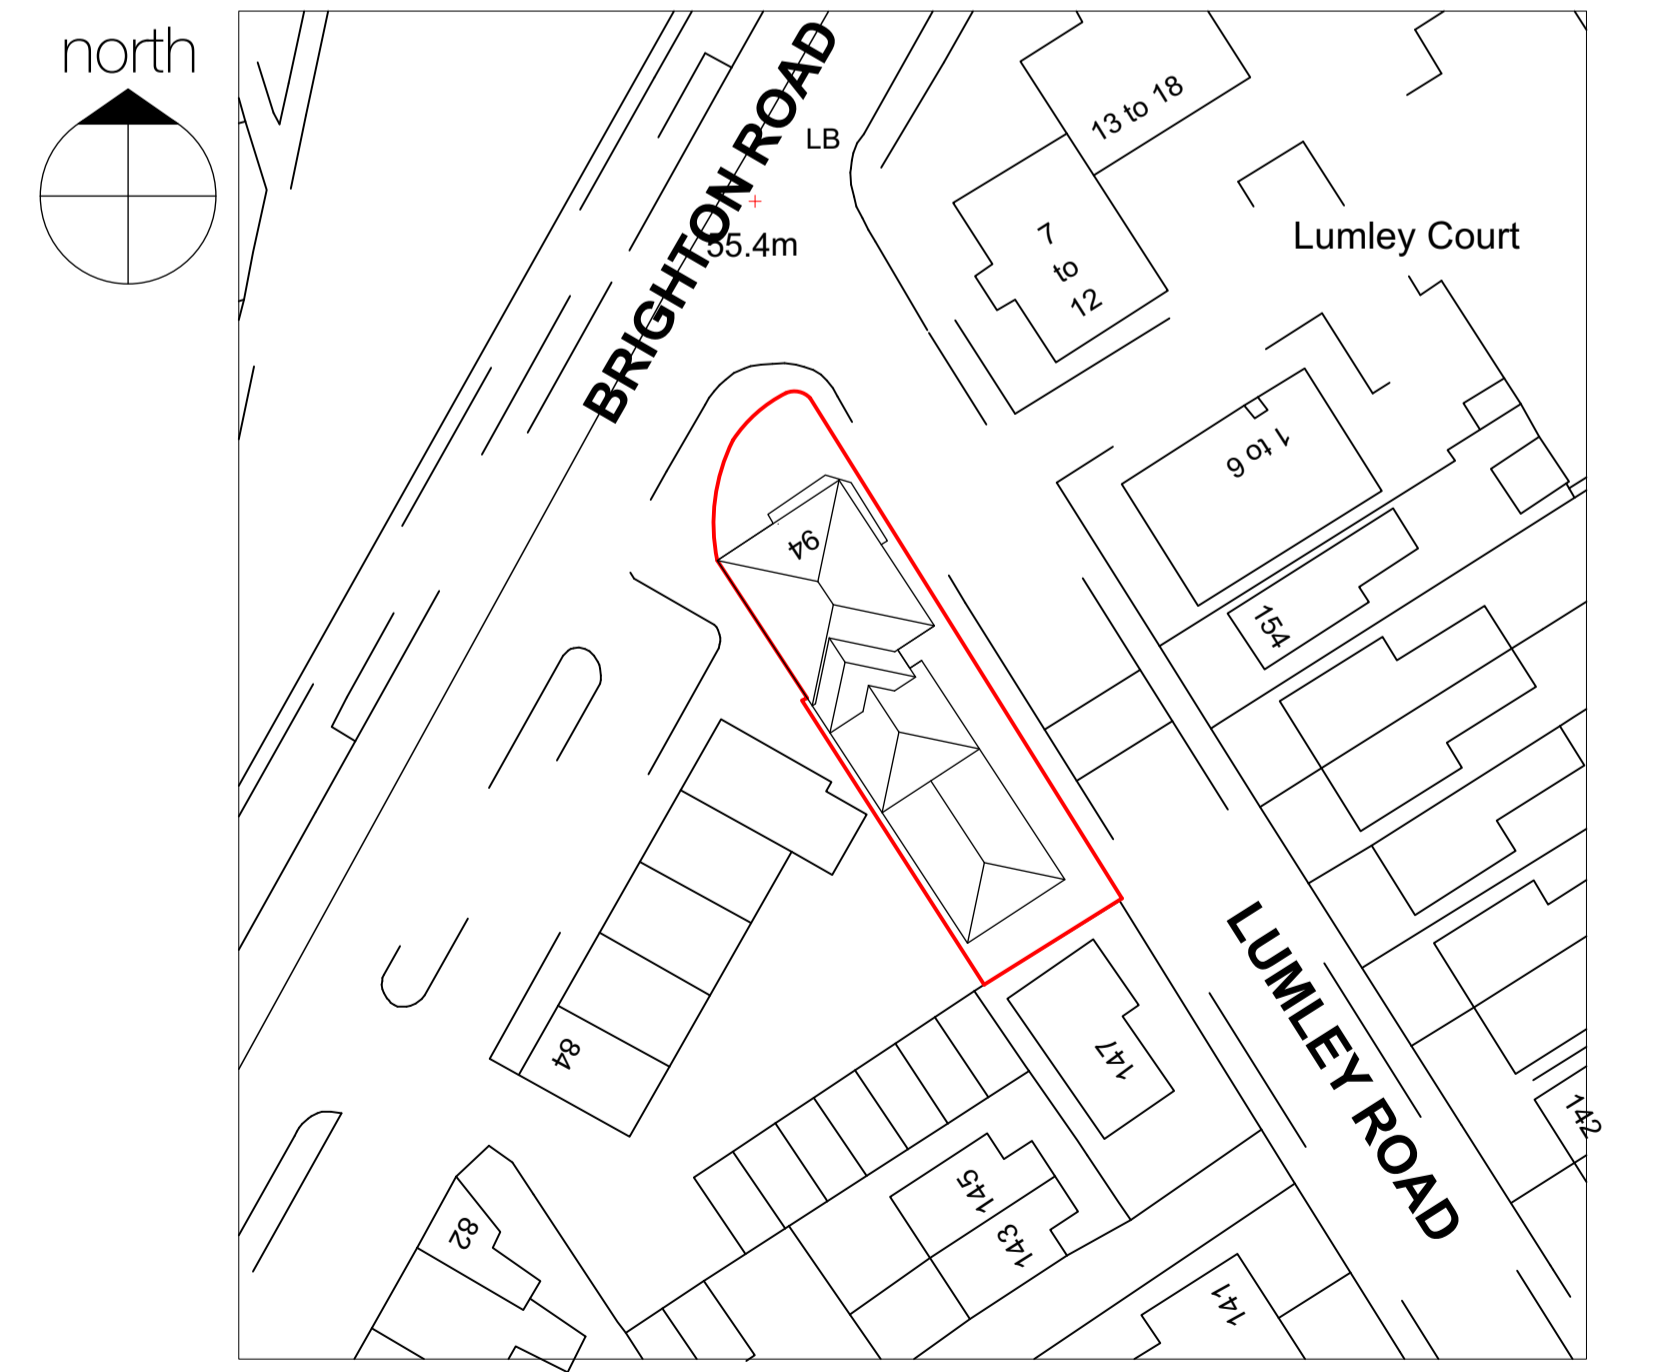 north
BRIGHTON ROAD
LB
55.4m
13 to 18
7
to
12
Lumley Court
1 to 6
94
154
84
147
LUMLEY ROAD
142
145
143
82
141